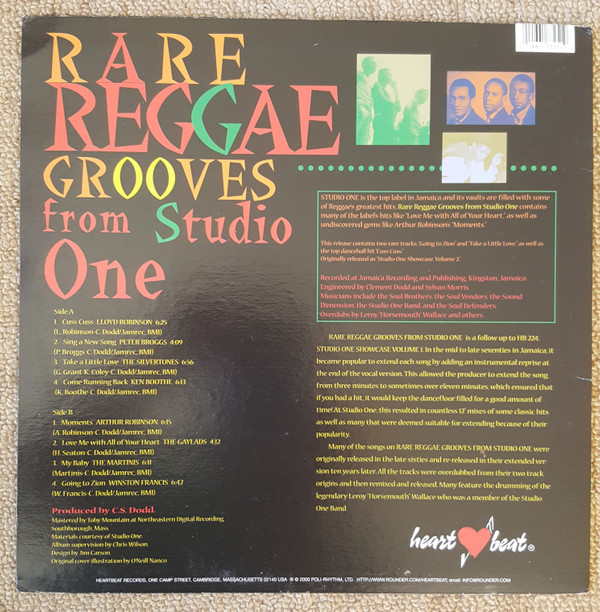 RARE
REGGAE
GROOVES
from Studio
One
Side A
1. Cuss Cuss LLOYD ROBINSON 6:25
(L. Robinson C. Dodd/Jamrec, BMI)
2. Sing a New Song PETER BROGGS 4:09
(P. Broggs C. Dodd/Jamrec, BMI)
3. Take a Little Love THE SILVERTONES 6:56
(G. Grant K. Coley C. Dodd/Jamrec, BMI)
4. Come Running Back KEN BOOTHE 6:13
(K. Boothe C. Dodd/Jamrec, BMI)
Side B
1. Moments ARTHUR ROBINSON 6:15
(A. Robinson C. Dodd/Jamrec, BMI)
2. Love Me with All of Your Heart THE GAYLADS 4:32
(H. Seaton C. Dodd/Jamrec, BMI)
3. My Baby THE MARTINIS 6:11
(Martinis C. Dodd/Jamrec, BMI)
4. Going to Zion WINSTON FRANCIS 6:42
(W. Francis C. Dodd/Jamrec, BMI)
Produced by C.S. Dodd.
Mastered by Toby Mountain at Northeastern Digital Recording,
Southborough, Mass.
Materials courtesy of Studio One
Album supervision by Chris Wilson
Design by Jim Carson
Original cover illustration by O'Neil Nanco
STUDIO ONE is the top label in Jamaica and its vaults are filled with some
of Reggae's greatest hits. Rare Reggae Grooves from Studio One contains
many of the labels hits like 'Love Me with All of Your Heart,' as well as
undiscovered gems like Arthur Robinson's 'Moments.'
This release contains two rare tracks 'Going to Zion' and 'Take a Little Love' as well as
the top dancehall hit 'Cuss Cuss.'
Originally released as 'Studio One Showcase Volume 2.'
Recorded at Jamaica Recording and Publishing, Kingston, Jamaica.
Engineered by Clement Dodd and Sylvan Morris
Musicians include the Soul Brothers, the Soul Vendors, the Sound
Dimension, the Studio One Band, and the Soul Defenders
Overdubs by Leroy 'Horsemouth' Wallace and others
RARE REGGAE GROOVES FROM STUDIO ONE is a follow up to HB 224,
STUDIO ONE SHOWCASE VOLUME 1. In the mid to late seventies in Jamaica, it
became popular to extend each song by adding an instrumental reprise at
the end of the vocal version. This allowed the producer to extend the song
from three minutes to sometimes over eleven minutes, which ensured that
if you had a hit, it would keep the dancefloor filled for a good amount of
time! At Studio One, this resulted in countless 12" mixes of some classic hits
as well as many that were deemed suitable for extending because of their
popularity.
Many of the songs on RARE REGGAE GROOVES FROM STUDIO ONE were
originally recorded in the late sixties and re released in their extended ver
sion ten years later. All the tracks were overdubbed from their two track
origins and then remixed and released. Many feature the drumming of the
legendary Leroy 'Horsemouth' Wallace who was a member of the Studio
One Band.
heart beat®
HEARTBEAT RECORDS, ONE CAMP STREET, CAMBRIDGE, MASSACHUSETTS 02140 USA ℗ © 2000 POLI-RHYTHM, LTD. HTTP://WWW.ROUNDER.COM/HEARTBEAT; email: INFO@ROUNDER.COM